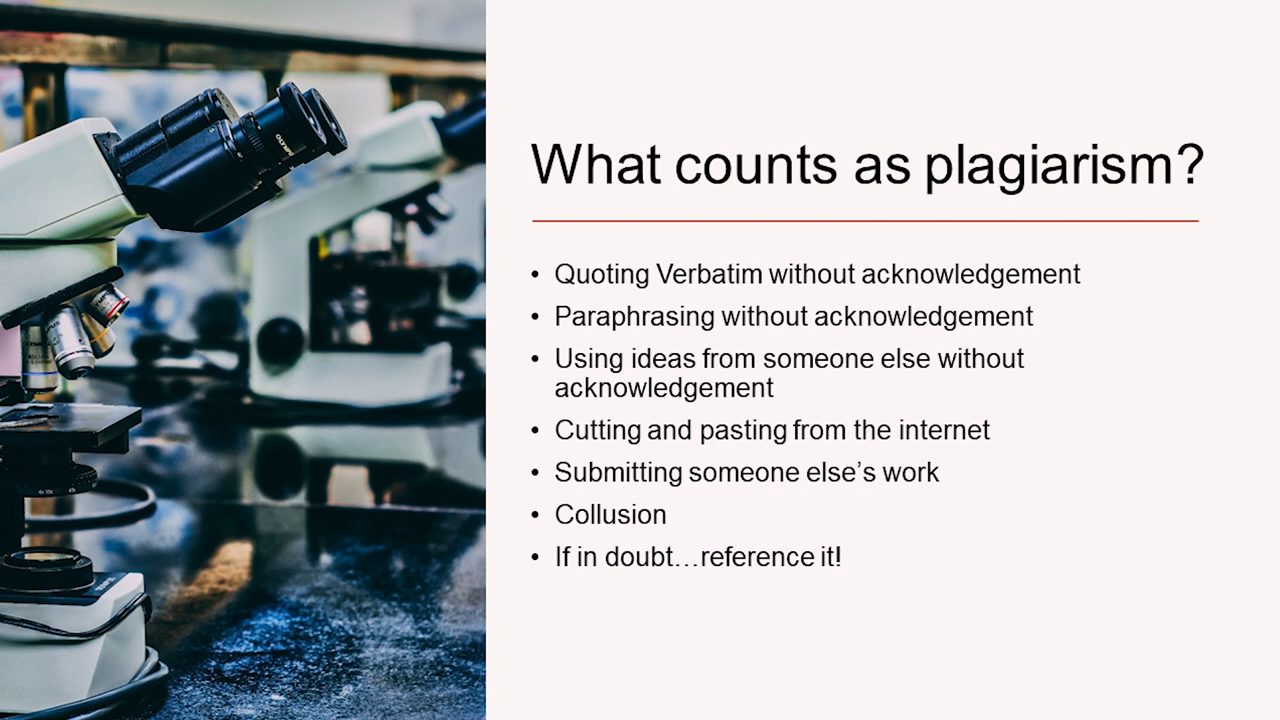 What counts as plagiarism?
• Quoting Verbatim without acknowledgement
• Paraphrasing without acknowledgement
• Using ideas from someone else without
acknowledgement
• Cutting and pasting from the internet
• Submitting someone else’s work
• Collusion
• If in doubt…reference it!
OLYMPUS